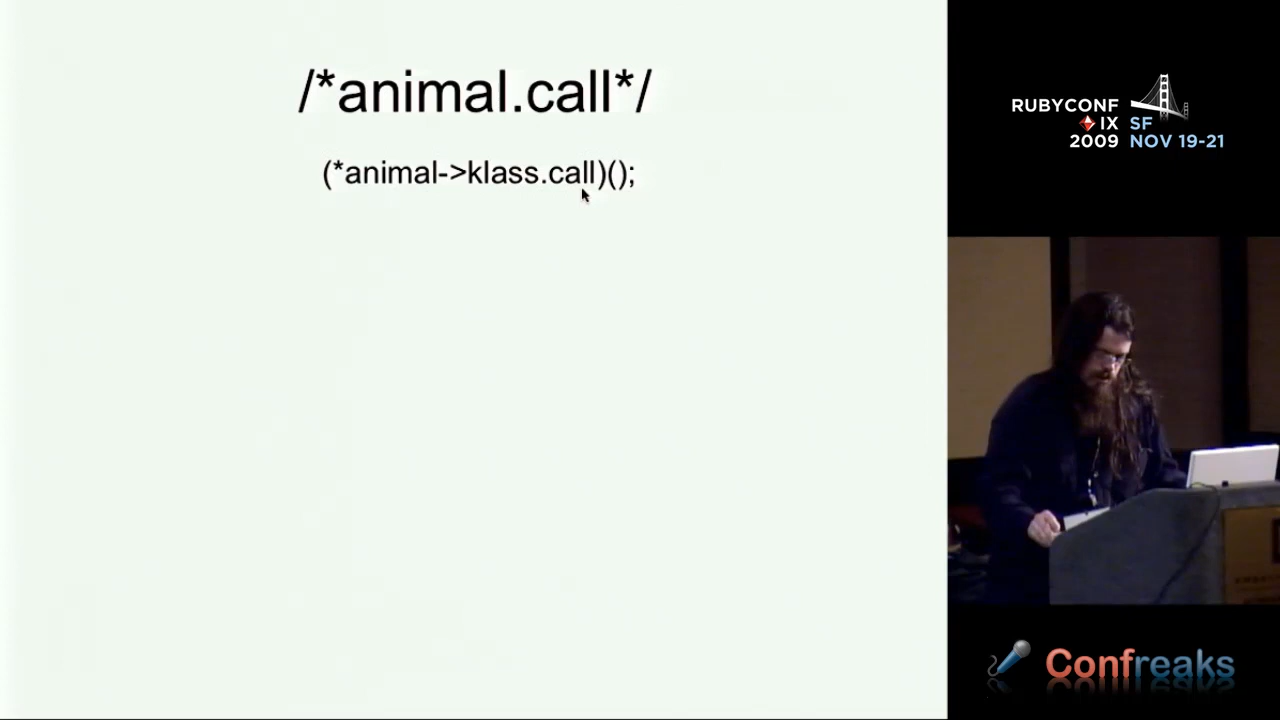 /*animal.call*/
(*animal->klass.call)();
RUBYCONF
IX SF
2009 NOV 19-21
Confreaks